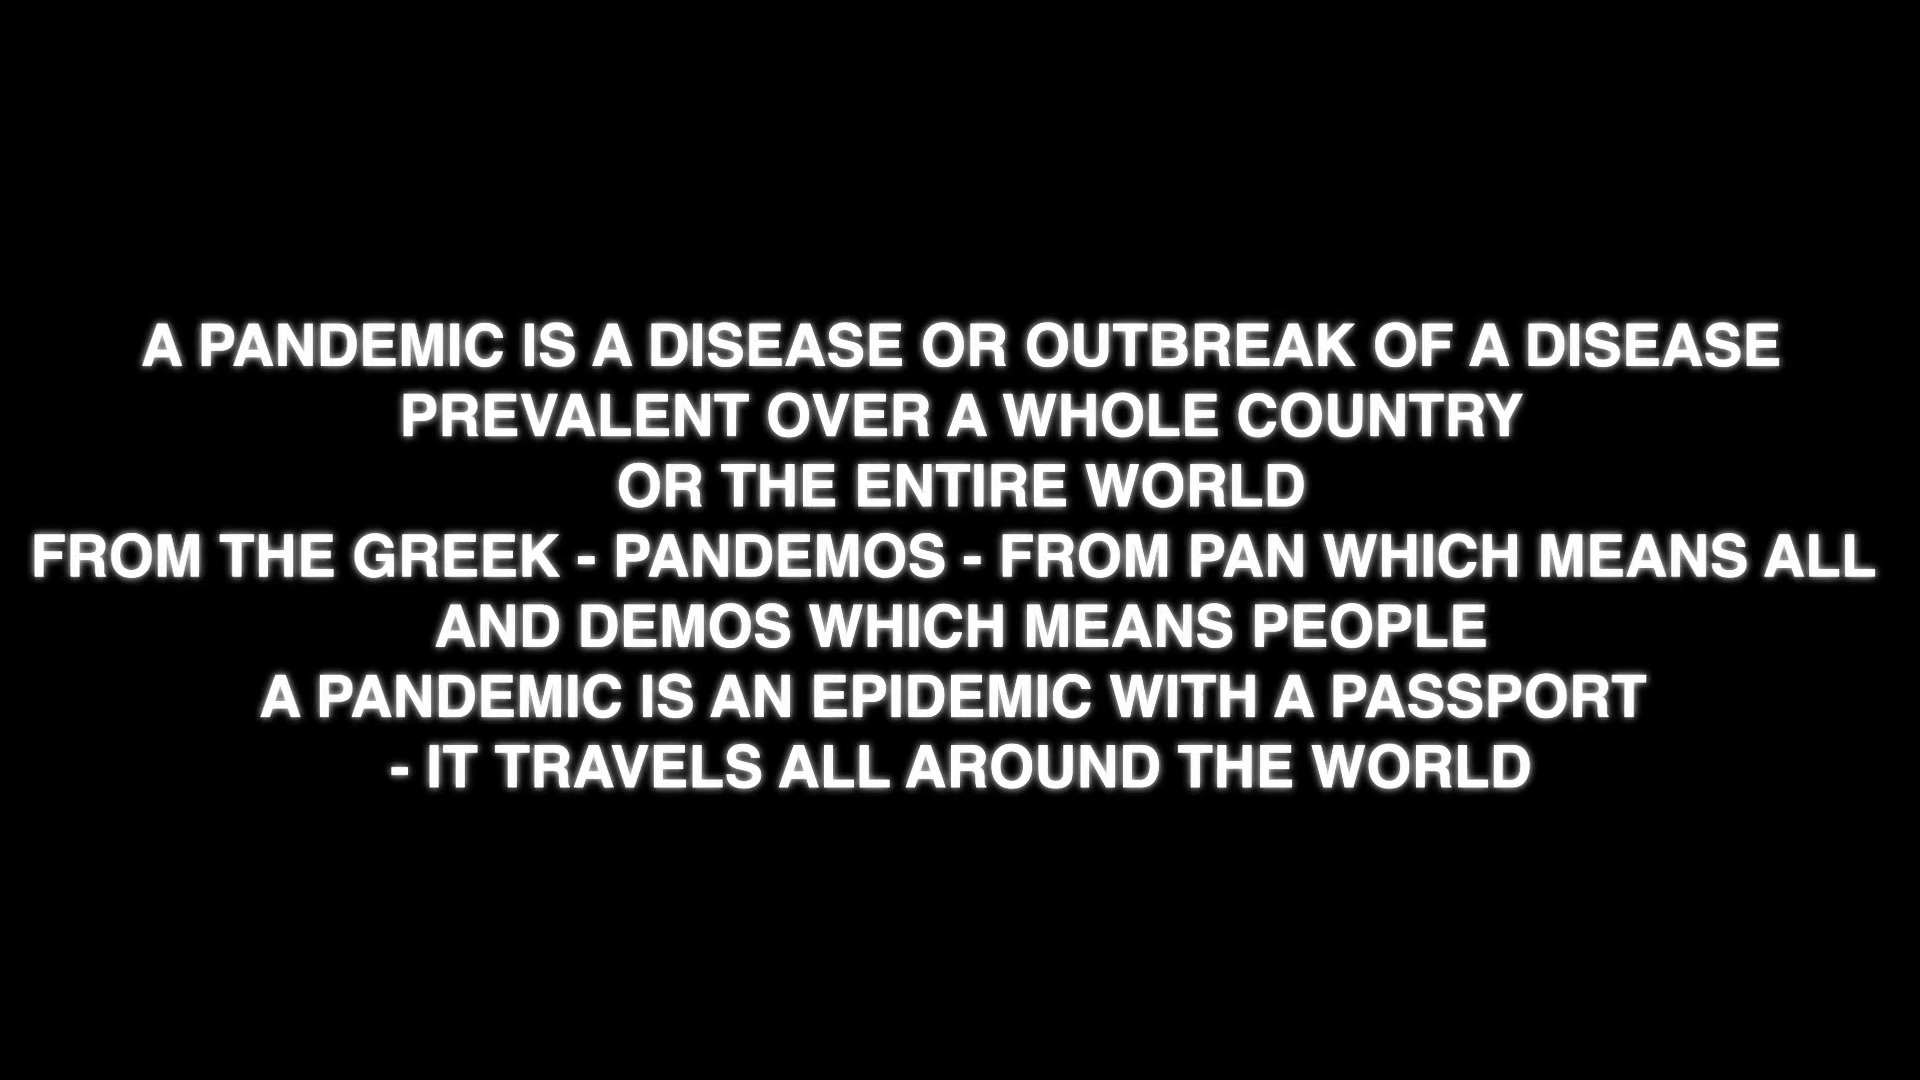 A PANDEMIC IS A DISEASE OR OUTBREAK OF A DISEASE
PREVALENT OVER A WHOLE COUNTRY
OR THE ENTIRE WORLD
FROM THE GREEK - PANDEMOS - FROM PAN WHICH MEANS ALL
AND DEMOS WHICH MEANS PEOPLE
A PANDEMIC IS AN EPIDEMIC WITH A PASSPORT
- IT TRAVELS ALL AROUND THE WORLD